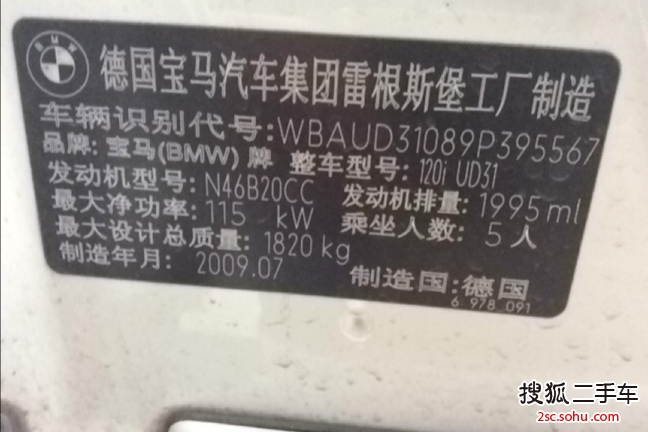 BMW
德国宝马汽车集团雷根斯堡工厂制造
车辆识别代号:WBAUD31089P395567
品牌:宝马(BMW)牌 整车型号:120i UD31
发动机型号:N46B20CC 发动机排量:1995ml
最大净功率:115 kW 乘坐人数:5人
最大设计总质量:1820kg
制造年月:2009.07 制造国:德国
6 978 091
搜狐二手车
2sc.sohu.com